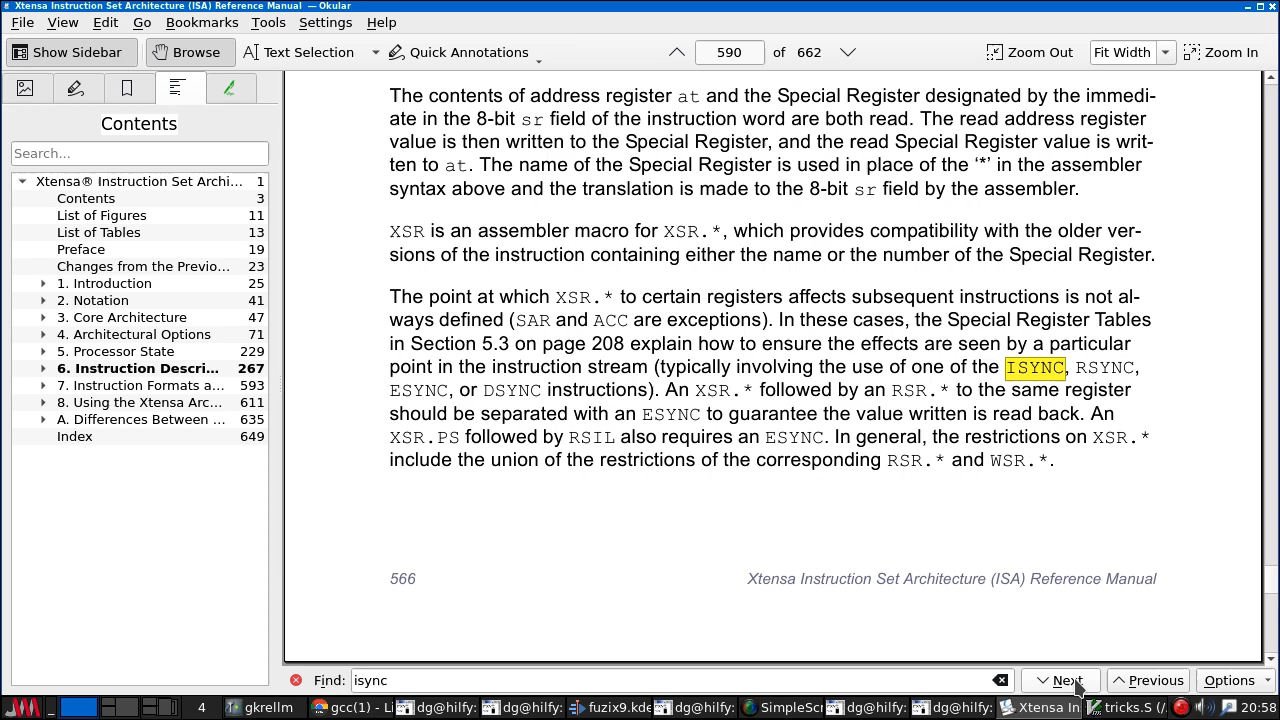 Xtensa Instruction Set Architecture (ISA) Reference Manual — Okular
File View Edit Go Bookmarks Tools Settings Help
Show Sidebar Browse Text Selection Quick Annotations 590 of 662 Zoom Out Fit Width Zoom In
Contents
Search...
Xtensa® Instruction Set Archi... 1
Contents 3
List of Figures 11
List of Tables 13
Preface 19
Changes from the Previo... 23
1. Introduction 25
2. Notation 41
3. Core Architecture 47
4. Architectural Options 71
5. Processor State 229
6. Instruction Descri... 267
7. Instruction Formats a... 593
8. Using the Xtensa Arc... 611
A. Differences Between ... 635
Index 649
The contents of address register at and the Special Register designated by the immedi-
ate in the 8-bit sr field of the instruction word are both read. The read address register
value is then written to the Special Register, and the read Special Register value is writ-
ten to at. The name of the Special Register is used in place of the ‘*’ in the assembler
syntax above and the translation is made to the 8-bit sr field by the assembler.
XSR is an assembler macro for XSR.*, which provides compatibility with the older ver-
sions of the instruction containing either the name or the number of the Special Register.
The point at which XSR.* to certain registers affects subsequent instructions is not al-
ways defined (SAR and ACC are exceptions). In these cases, the Special Register Tables
in Section 5.3 on page 208 explain how to ensure the effects are seen by a particular
point in the instruction stream (typically involving the use of one of the ISYNC, RSYNC,
ESYNC, or DSYNC instructions). An XSR.* followed by an RSR.* to the same register
should be separated with an ESYNC to guarantee the value written is read back. An
XSR.PS followed by RSIL also requires an ESYNC. In general, the restrictions on XSR.*
include the union of the restrictions of the corresponding RSR.* and WSR.*.
566 Xtensa Instruction Set Architecture (ISA) Reference Manual
Find: isync Next Previous Options
4 gkrellm gcc(1) - Li dg@hilfy: dg@hilfy: fuzix9.kde dg@hilfy: SimpleScr dg@hilfy: dg@hilfy: Xtensa In tricks.S (/ 20:58